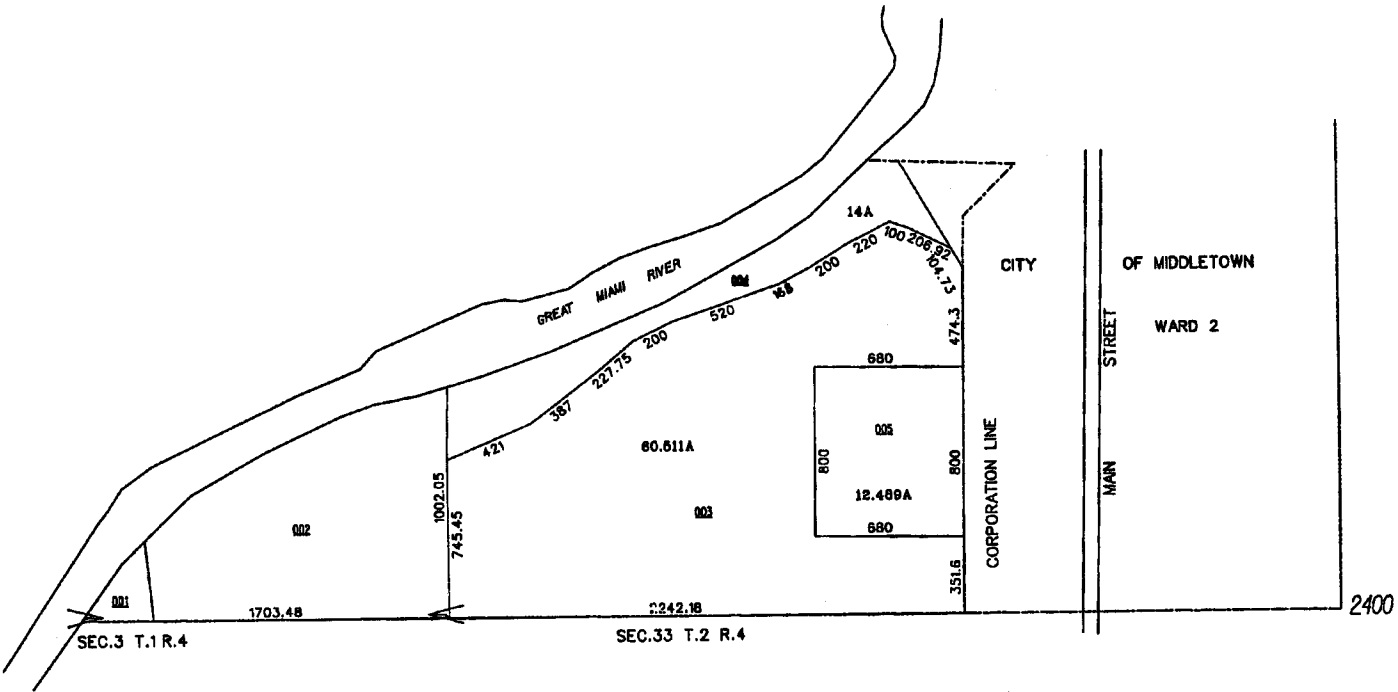 14A
100
206.92
220
104.73
200
168
004
520
200
227.75
387
421
GREAT MIAMI RIVER
CITY OF MIDDLETOWN
WARD 2
474.3
STREET
MAIN
680
005
800
800
12.489A
680
CORPORATION LINE
351.6
60.511A
003
1002.05
745.45
002
001
1703.48
2242.18
2400
SEC.3 T.1 R.4
SEC.33 T.2 R.4